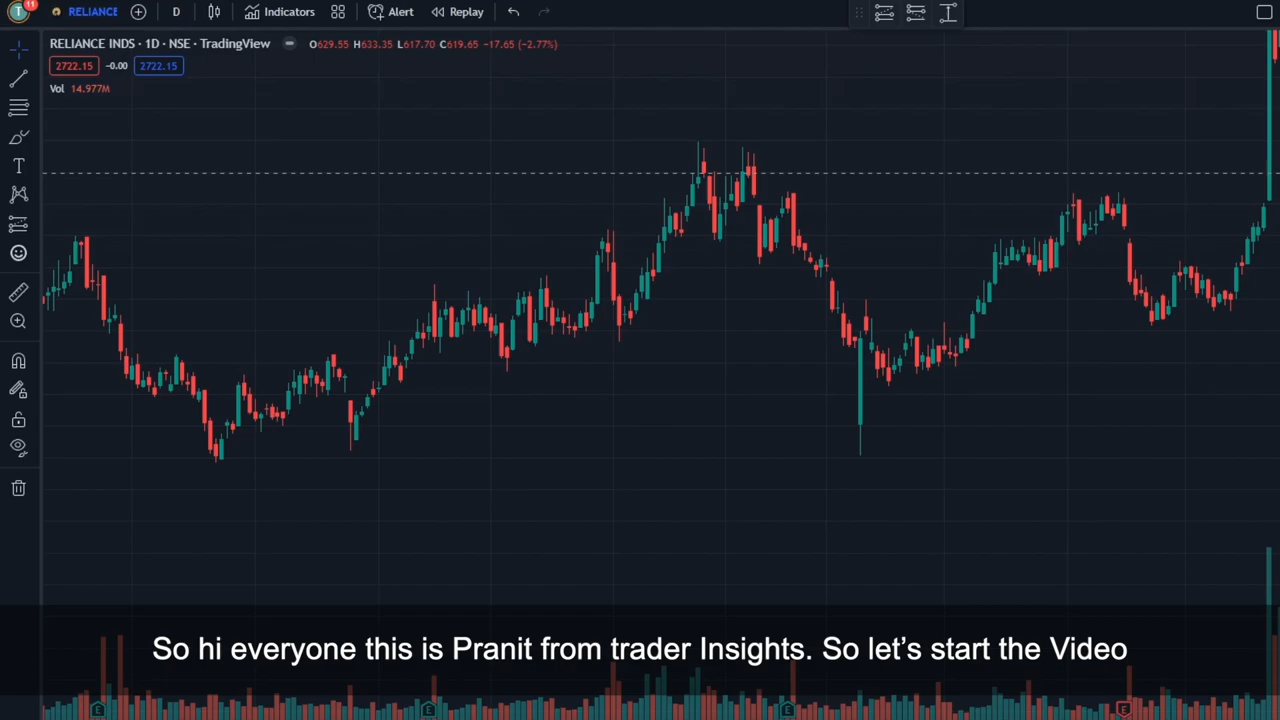 T 11 RELIANCE D Indicators Alert Replay
RELIANCE INDS · 1D · NSE · TradingView O629.55 H633.35 L617.70 C619.65 −17.65 (−2.77%)
2722.15 -0.00 2722.15
Vol 14.977M
T
So hi everyone this is Pranit from trader Insights. So let’s start the Video
E E E E